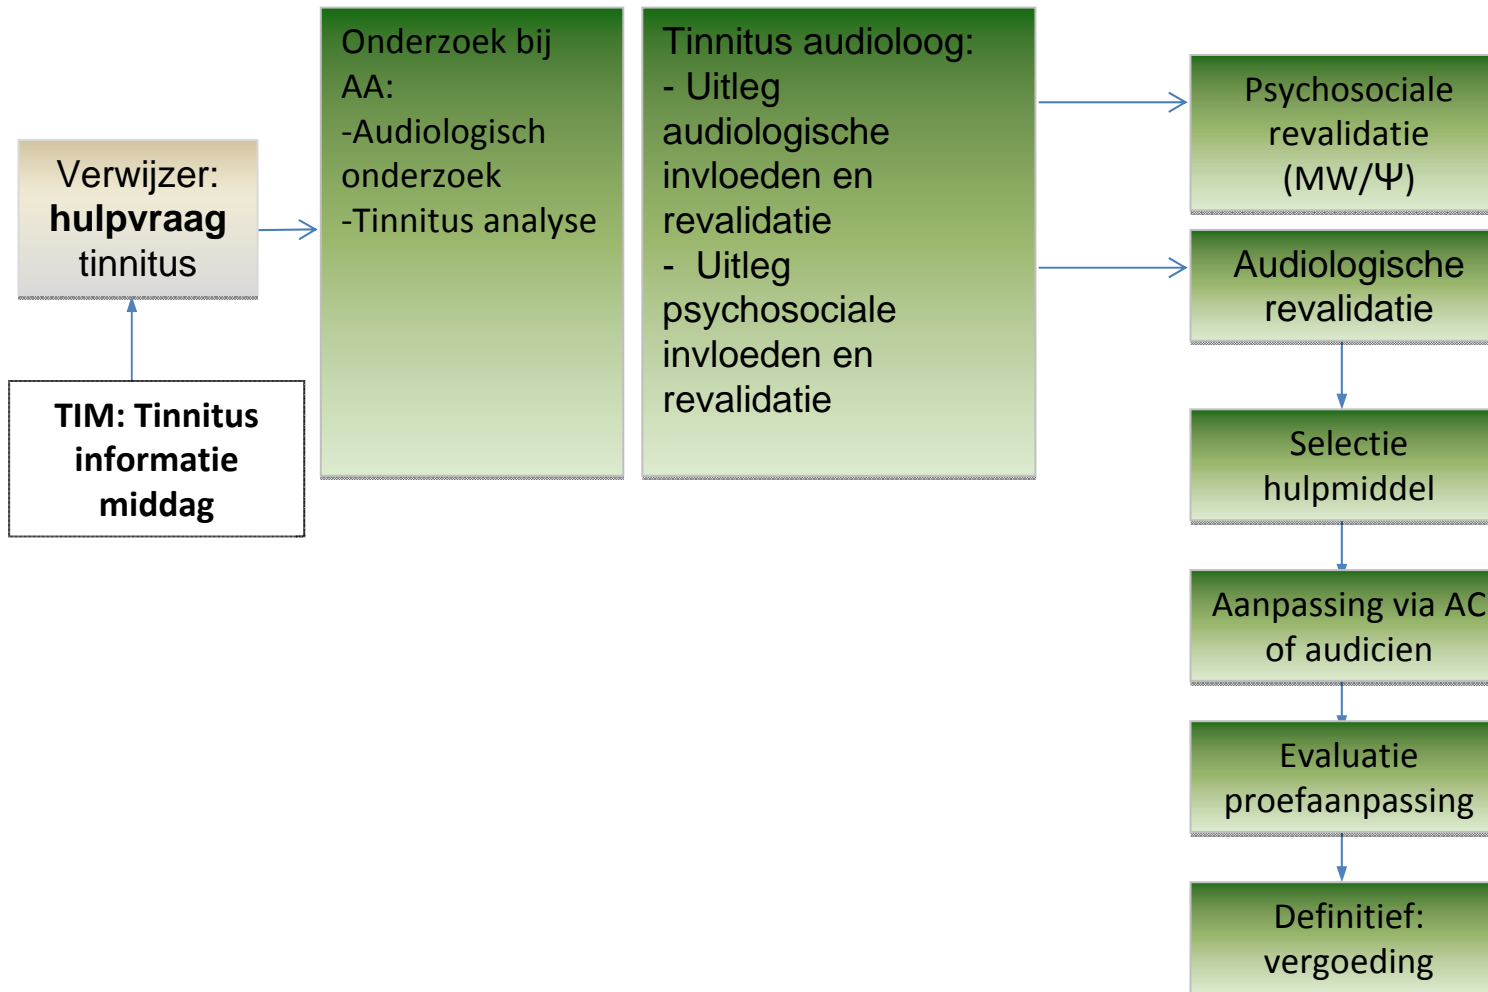 Verwijzer:
hulpvraag
tinnitus
TIM: Tinnitus
informatie
middag
Onderzoek bij
AA:
-Audiologisch
onderzoek
-Tinnitus analyse
Tinnitus audioloog:
- Uitleg
audiologische
invloeden en
revalidatie
- Uitleg
psychosociale
invloeden en
revalidatie
Psychosociale
revalidatie
(MW/Ψ)
Audiologische
revalidatie
Selectie
hulpmiddel
Aanpassing via AC
of audicien
Evaluatie
proefaanpassing
Definitief:
vergoeding